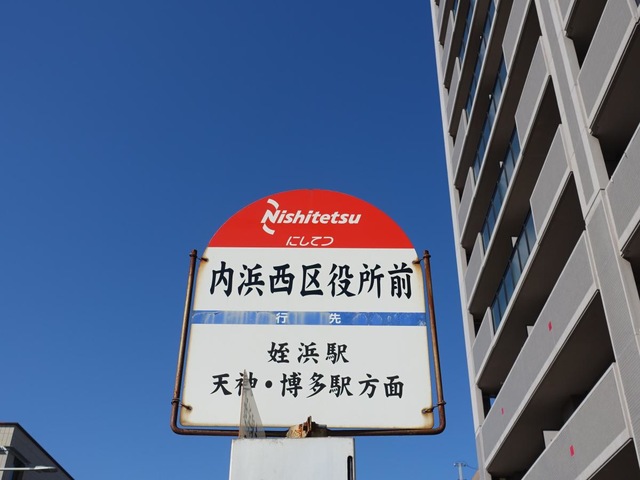 Nishitetsu
にしてつ
内浜西区役所前
行先
姪浜駅
天神・博多駅方面